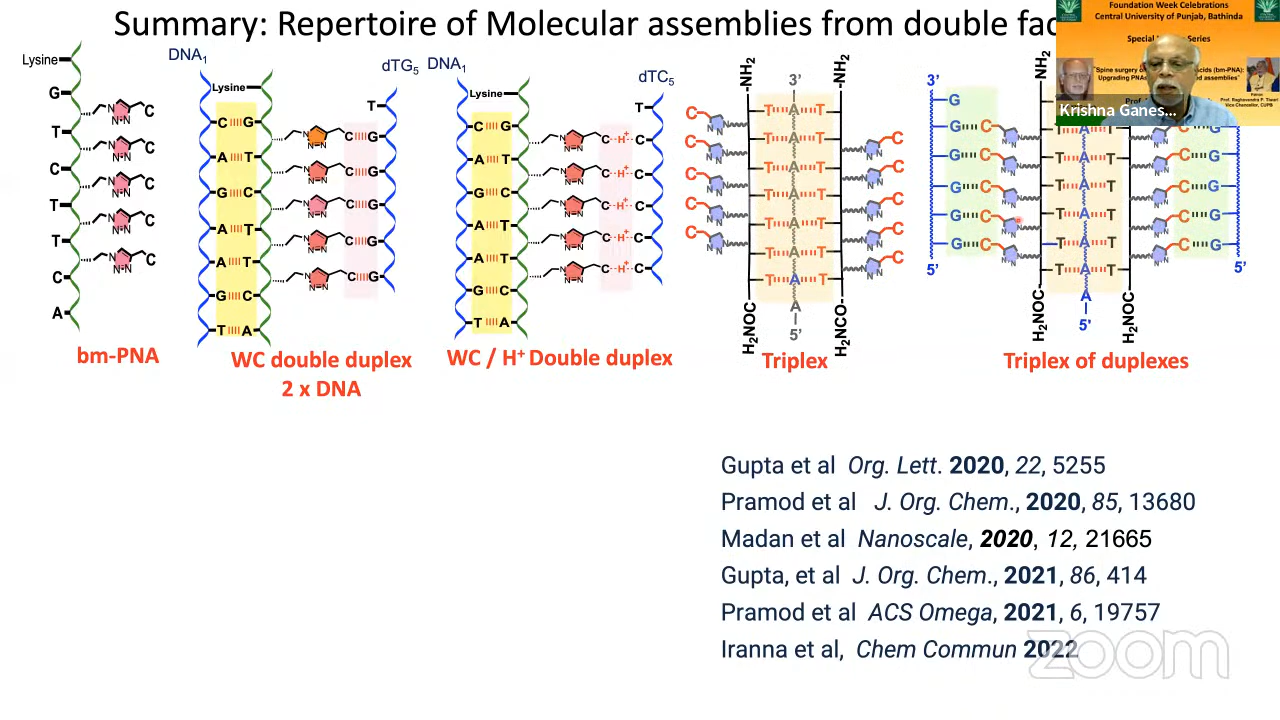 Summary: Repertoire of Molecular assemblies from double fac
Foundation Week Celebrations
Central University of Punjab, Bathinda
Krishna Ganes...
Lysine
G
T
C
T
T
C
A
C
C
C
C
C
bm-PNA
DNA1
Lysine
dTG5
T
C G
A T
G C
A T
A T
G C
T A
C G
C G
C G
C G
C G
WC double duplex
2 x DNA
DNA1
Lysine
dTC5
T
C G
A T
G C
A T
A T
G C
T A
C H+ C
C H+ C
C H+ C
C H+ C
C H+
WC / H+ Double duplex
-NH2
3'
-NH2
T A T
T A T
T A T
T A T
T A T
T A T
T A T
A
5'
H2NOC
H2NCO-
Triplex
3'
NH2
G
G C T A T C G
G C T A T C G
G C T A T C G
G C T A T C G
G C T A T C G
T A T
A
5'
5'
5'
H2NOC
H2NOC
Triplex of duplexes
Gupta et al Org. Lett. 2020, 22, 5255
Pramod et al J. Org. Chem., 2020, 85, 13680
Madan et al Nanoscale, 2020, 12, 21665
Gupta, et al J. Org. Chem., 2021, 86, 414
Pramod et al ACS Omega, 2021, 6, 19757
Iranna et al, Chem Commun 2022
zoom